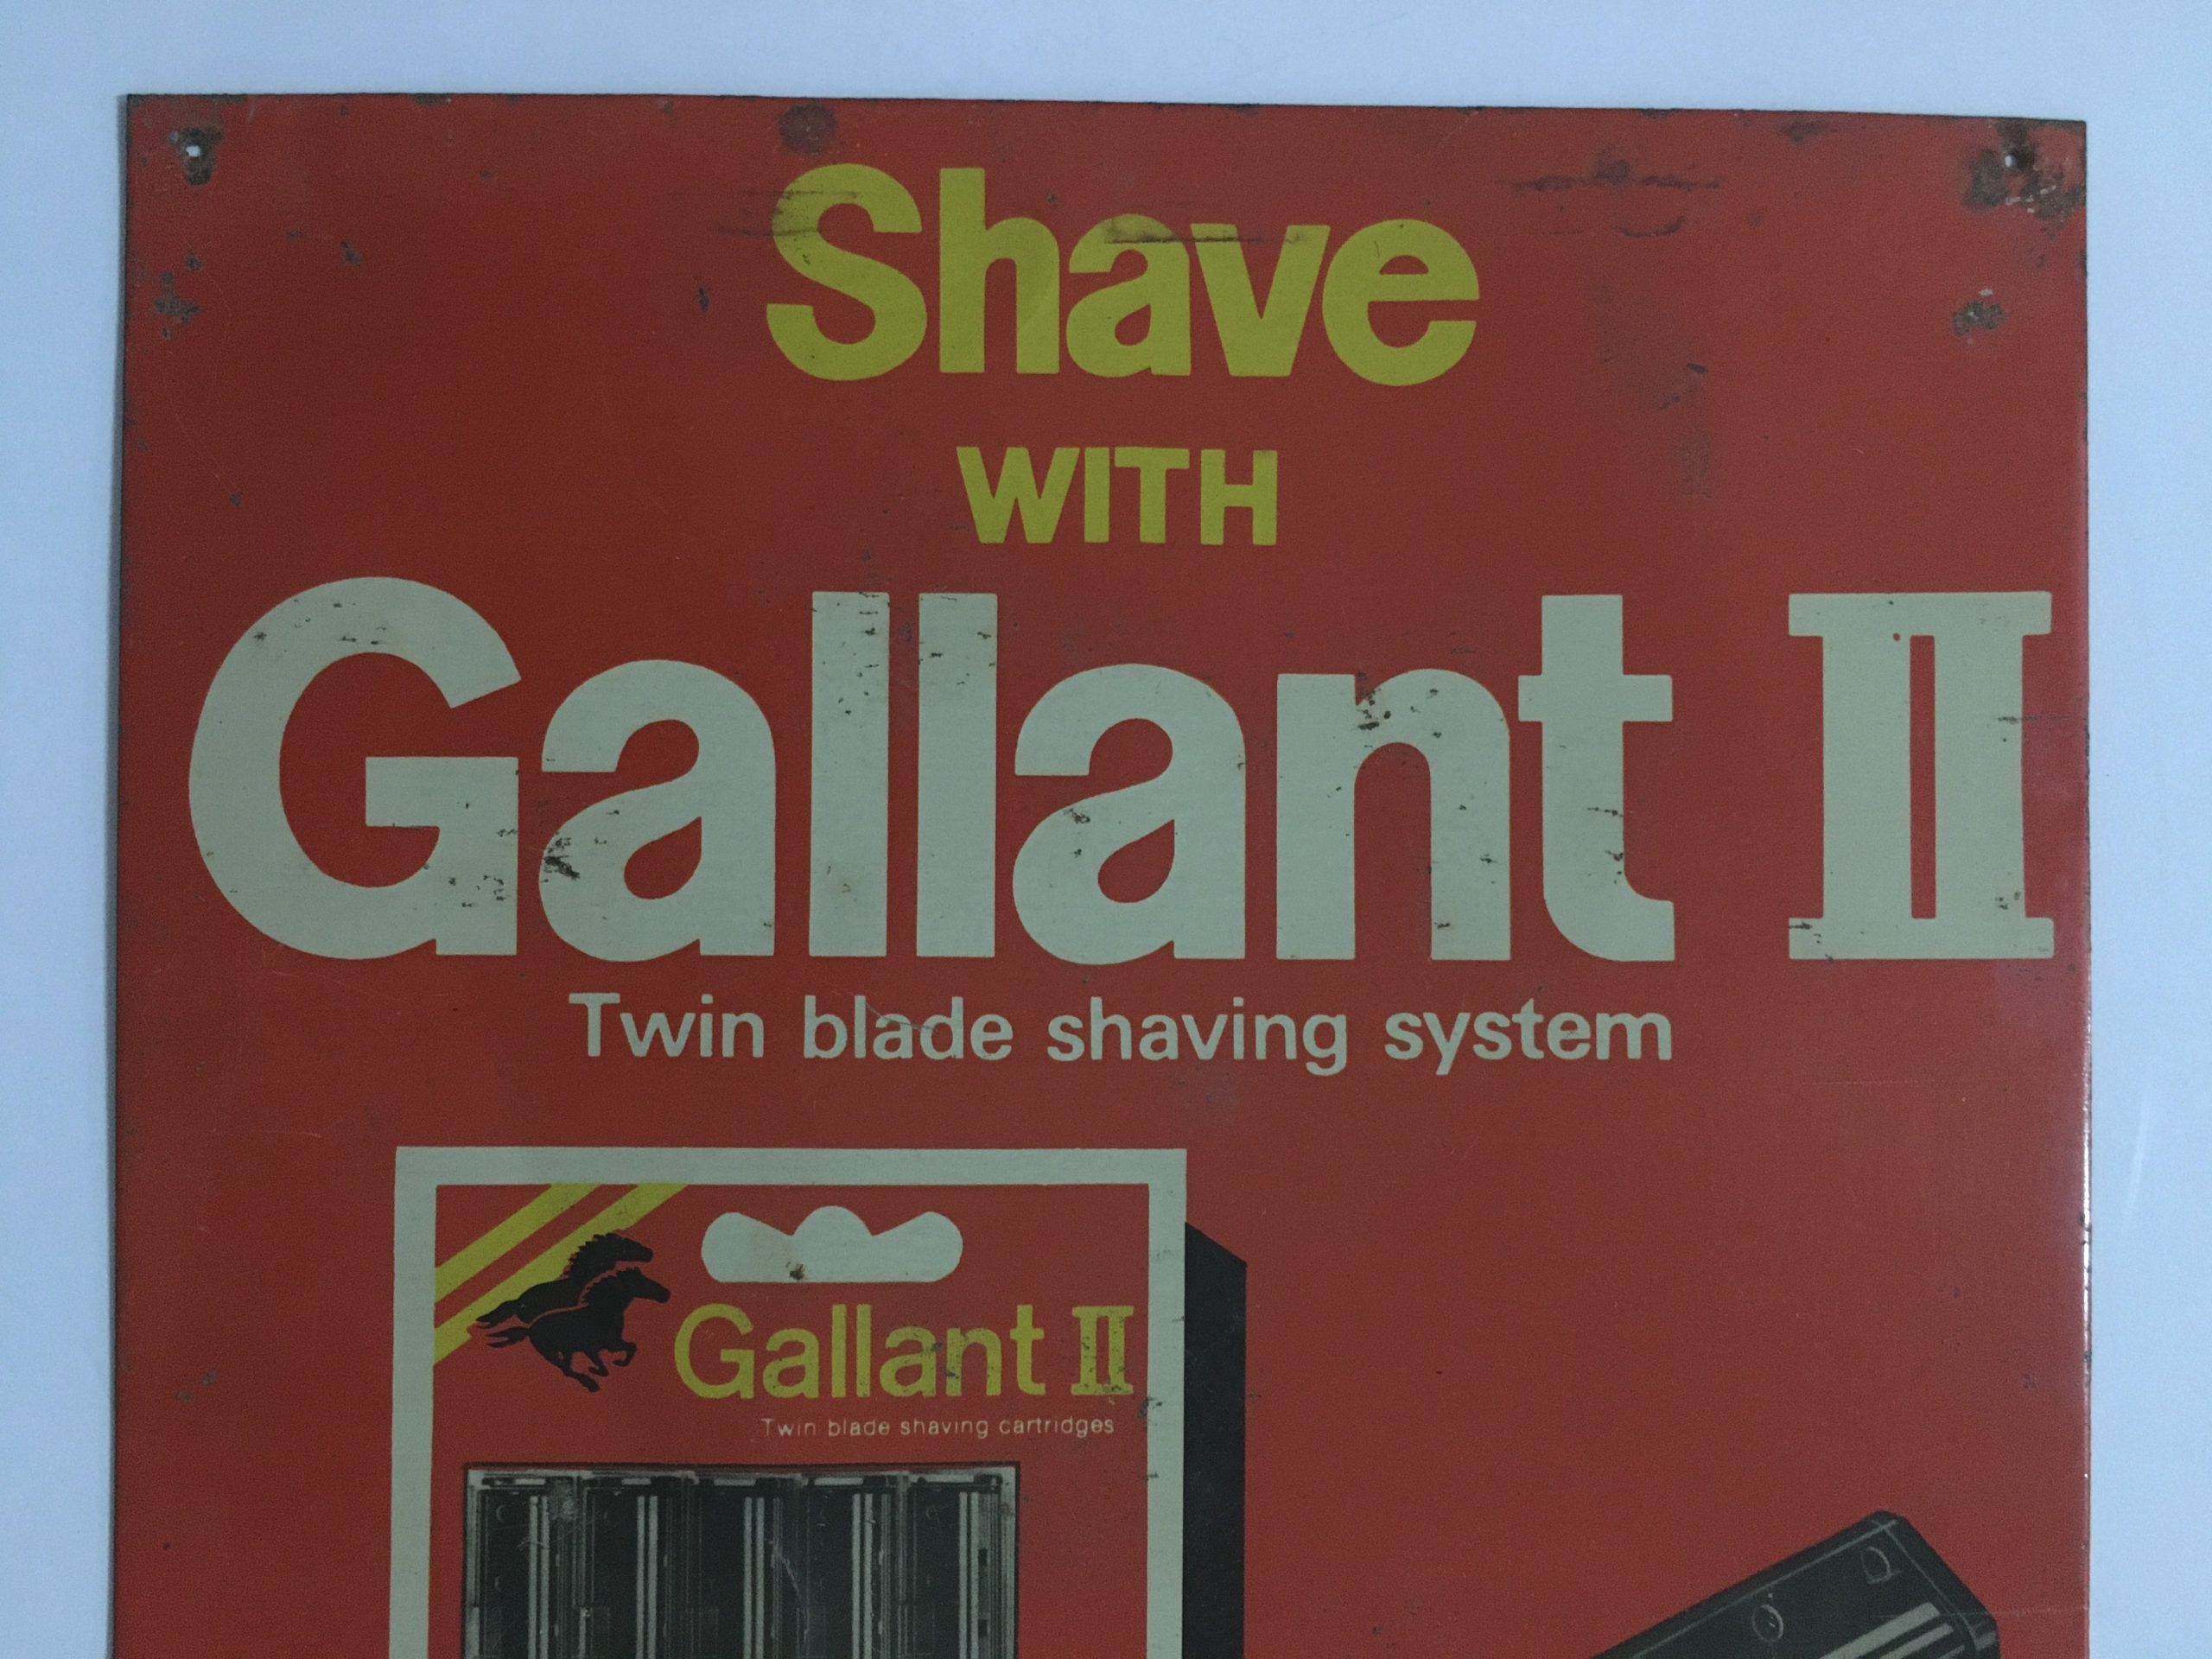 Shave
WITH
Gallant II
Twin blade shaving system
Gallant II
Twin blade shaving cartridges